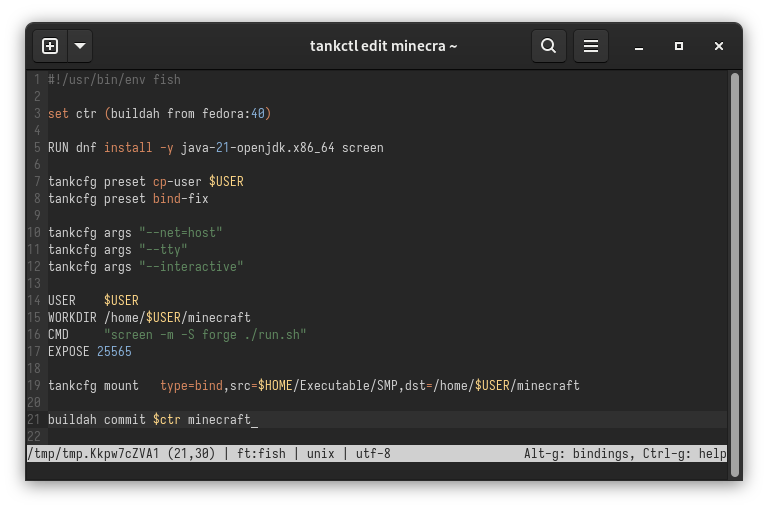 tankctl edit minecra ~
1 #!/usr/bin/env fish
2
3 set ctr (buildah from fedora:40)
4
5 RUN dnf install -y java-21-openjdk.x86_64 screen
6
7 tankcfg preset cp-user $USER
8 tankcfg preset bind-fix
9
10 tankcfg args "--net=host"
11 tankcfg args "--tty"
12 tankcfg args "--interactive"
13
14 USER    $USER
15 WORKDIR /home/$USER/minecraft
16 CMD     "screen -m -S forge ./run.sh"
17 EXPOSE 25565
18
19 tankcfg mount   type=bind,src=$HOME/Executable/SMP,dst=/home/$USER/minecraft
20
21 buildah commit $ctr minecraft
22
/tmp/tmp.Kkpw7cZVA1 (21,30) | ft:fish | unix | utf-8 Alt-g: bindings, Ctrl-g: help